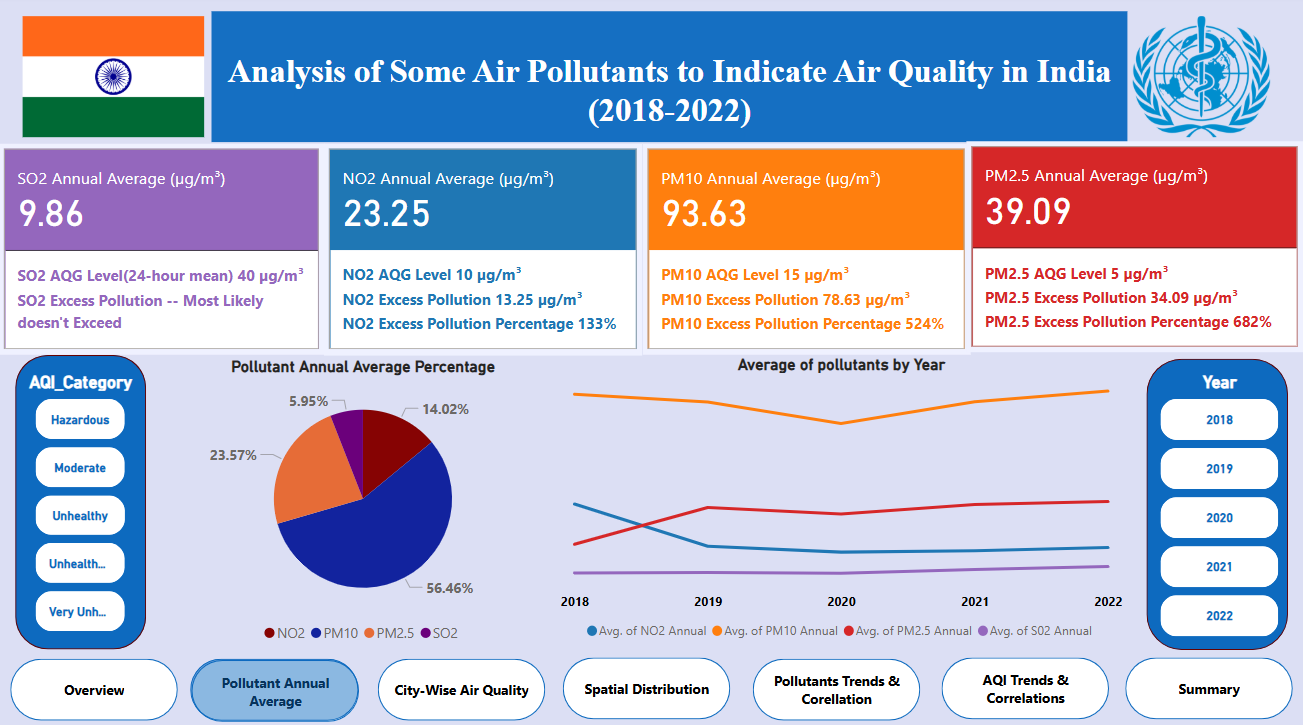 Analysis of Some Air Pollutants to Indicate Air Quality in India
(2018-2022)
SO2 Annual Average (µg/m³)
9.86
SO2 AQG Level(24-hour mean) 40 µg/m³
SO2 Excess Pollution -- Most Likely
doesn't Exceed
NO2 Annual Average (µg/m³)
23.25
NO2 AQG Level 10 µg/m³
NO2 Excess Pollution 13.25 µg/m³
NO2 Excess Pollution Percentage 133%
PM10 Annual Average (µg/m³)
93.63
PM10 AQG Level 15 µg/m³
PM10 Excess Pollution 78.63 µg/m³
PM10 Excess Pollution Percentage 524%
PM2.5 Annual Average (µg/m³)
39.09
PM2.5 AQG Level 5 µg/m³
PM2.5 Excess Pollution 34.09 µg/m³
PM2.5 Excess Pollution Percentage 682%
AQI_Category
Hazardous
Moderate
Unhealthy
Unhealth...
Very Unh...
Pollutant Annual Average Percentage
5.95%
14.02%
23.57%
56.46%
NO2 PM10 PM2.5 SO2
Average of pollutants by Year
2018 2019 2020 2021 2022
Avg. of NO2 Annual Avg. of PM10 Annual Avg. of PM2.5 Annual Avg. of S02 Annual
Year
2018
2019
2020
2021
2022
Overview
Pollutant Annual
Average
City-Wise Air Quality
Spatial Distribution
Pollutants Trends &
Corellation
AQI Trends &
Correlations
Summary